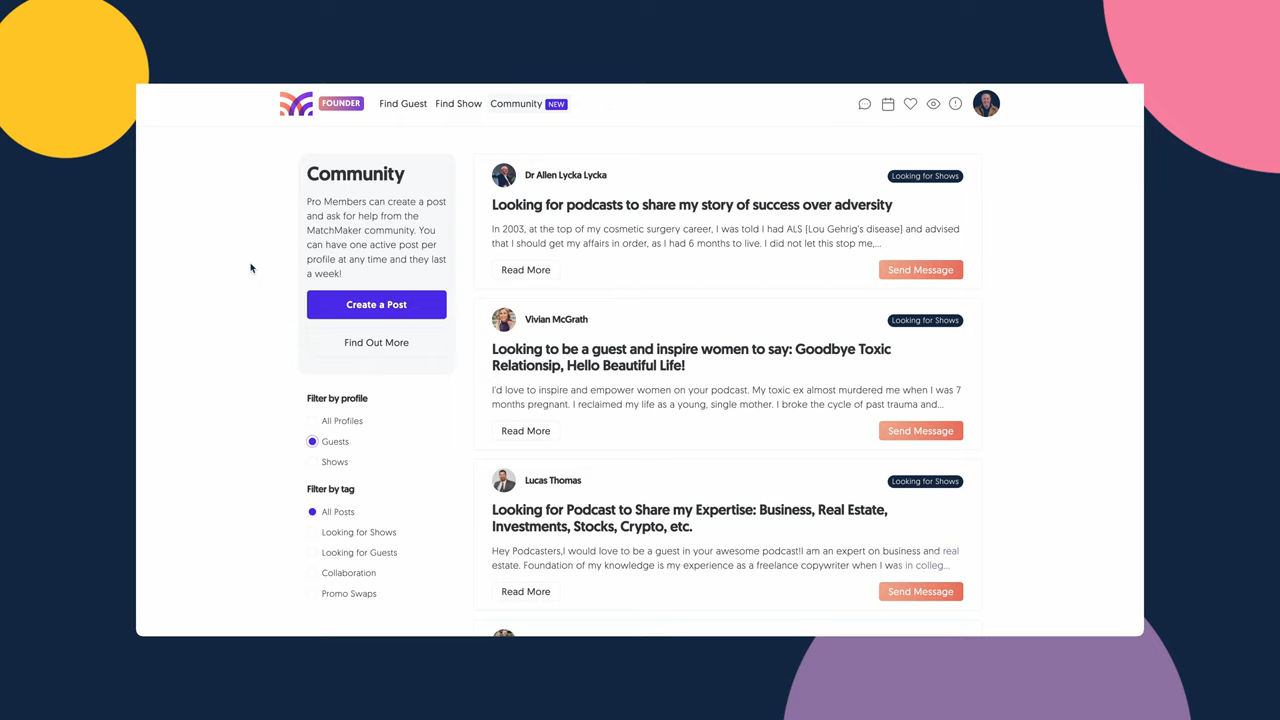 FOUNDER Find Guest Find Show Community NEW
Community
Pro Members can create a post
and ask for help from the
MatchMaker community. You
can have one active post per
profile at any time and they last
a week!
Create a Post
Find Out More
Filter by profile
All Profiles
Guests
Shows
Filter by tag
All Posts
Looking for Shows
Looking for Guests
Collaboration
Promo Swaps
Dr Allen Lycka Lycka
Looking for Shows
Looking for podcasts to share my story of success over adversity
In 2003, at the top of my cosmetic surgery career, I was told I had ALS [Lou Gehrig's disease] and advised
that I should get my affairs in order, as I had 6 months to live. I did not let this stop me,...
Read More
Send Message
Vivian McGrath
Looking for Shows
Looking to be a guest and inspire women to say: Goodbye Toxic
Relationsip, Hello Beautiful Life!
I'd love to inspire and empower women on your podcast. My toxic ex almost murdered me when I was 7
months pregnant. I reclaimed my life as a young, single mother. I broke the cycle of past trauma and...
Read More
Send Message
Lucas Thomas
Looking for Shows
Looking for Podcast to Share my Expertise: Business, Real Estate,
Investments, Stocks, Crypto, etc.
Hey Podcasters,I would love to be a guest in your awesome podcast!I am an expert on business and real
estate. Foundation of my knowledge is my experience as a freelance copywriter when I was in colleg...
Read More
Send Message